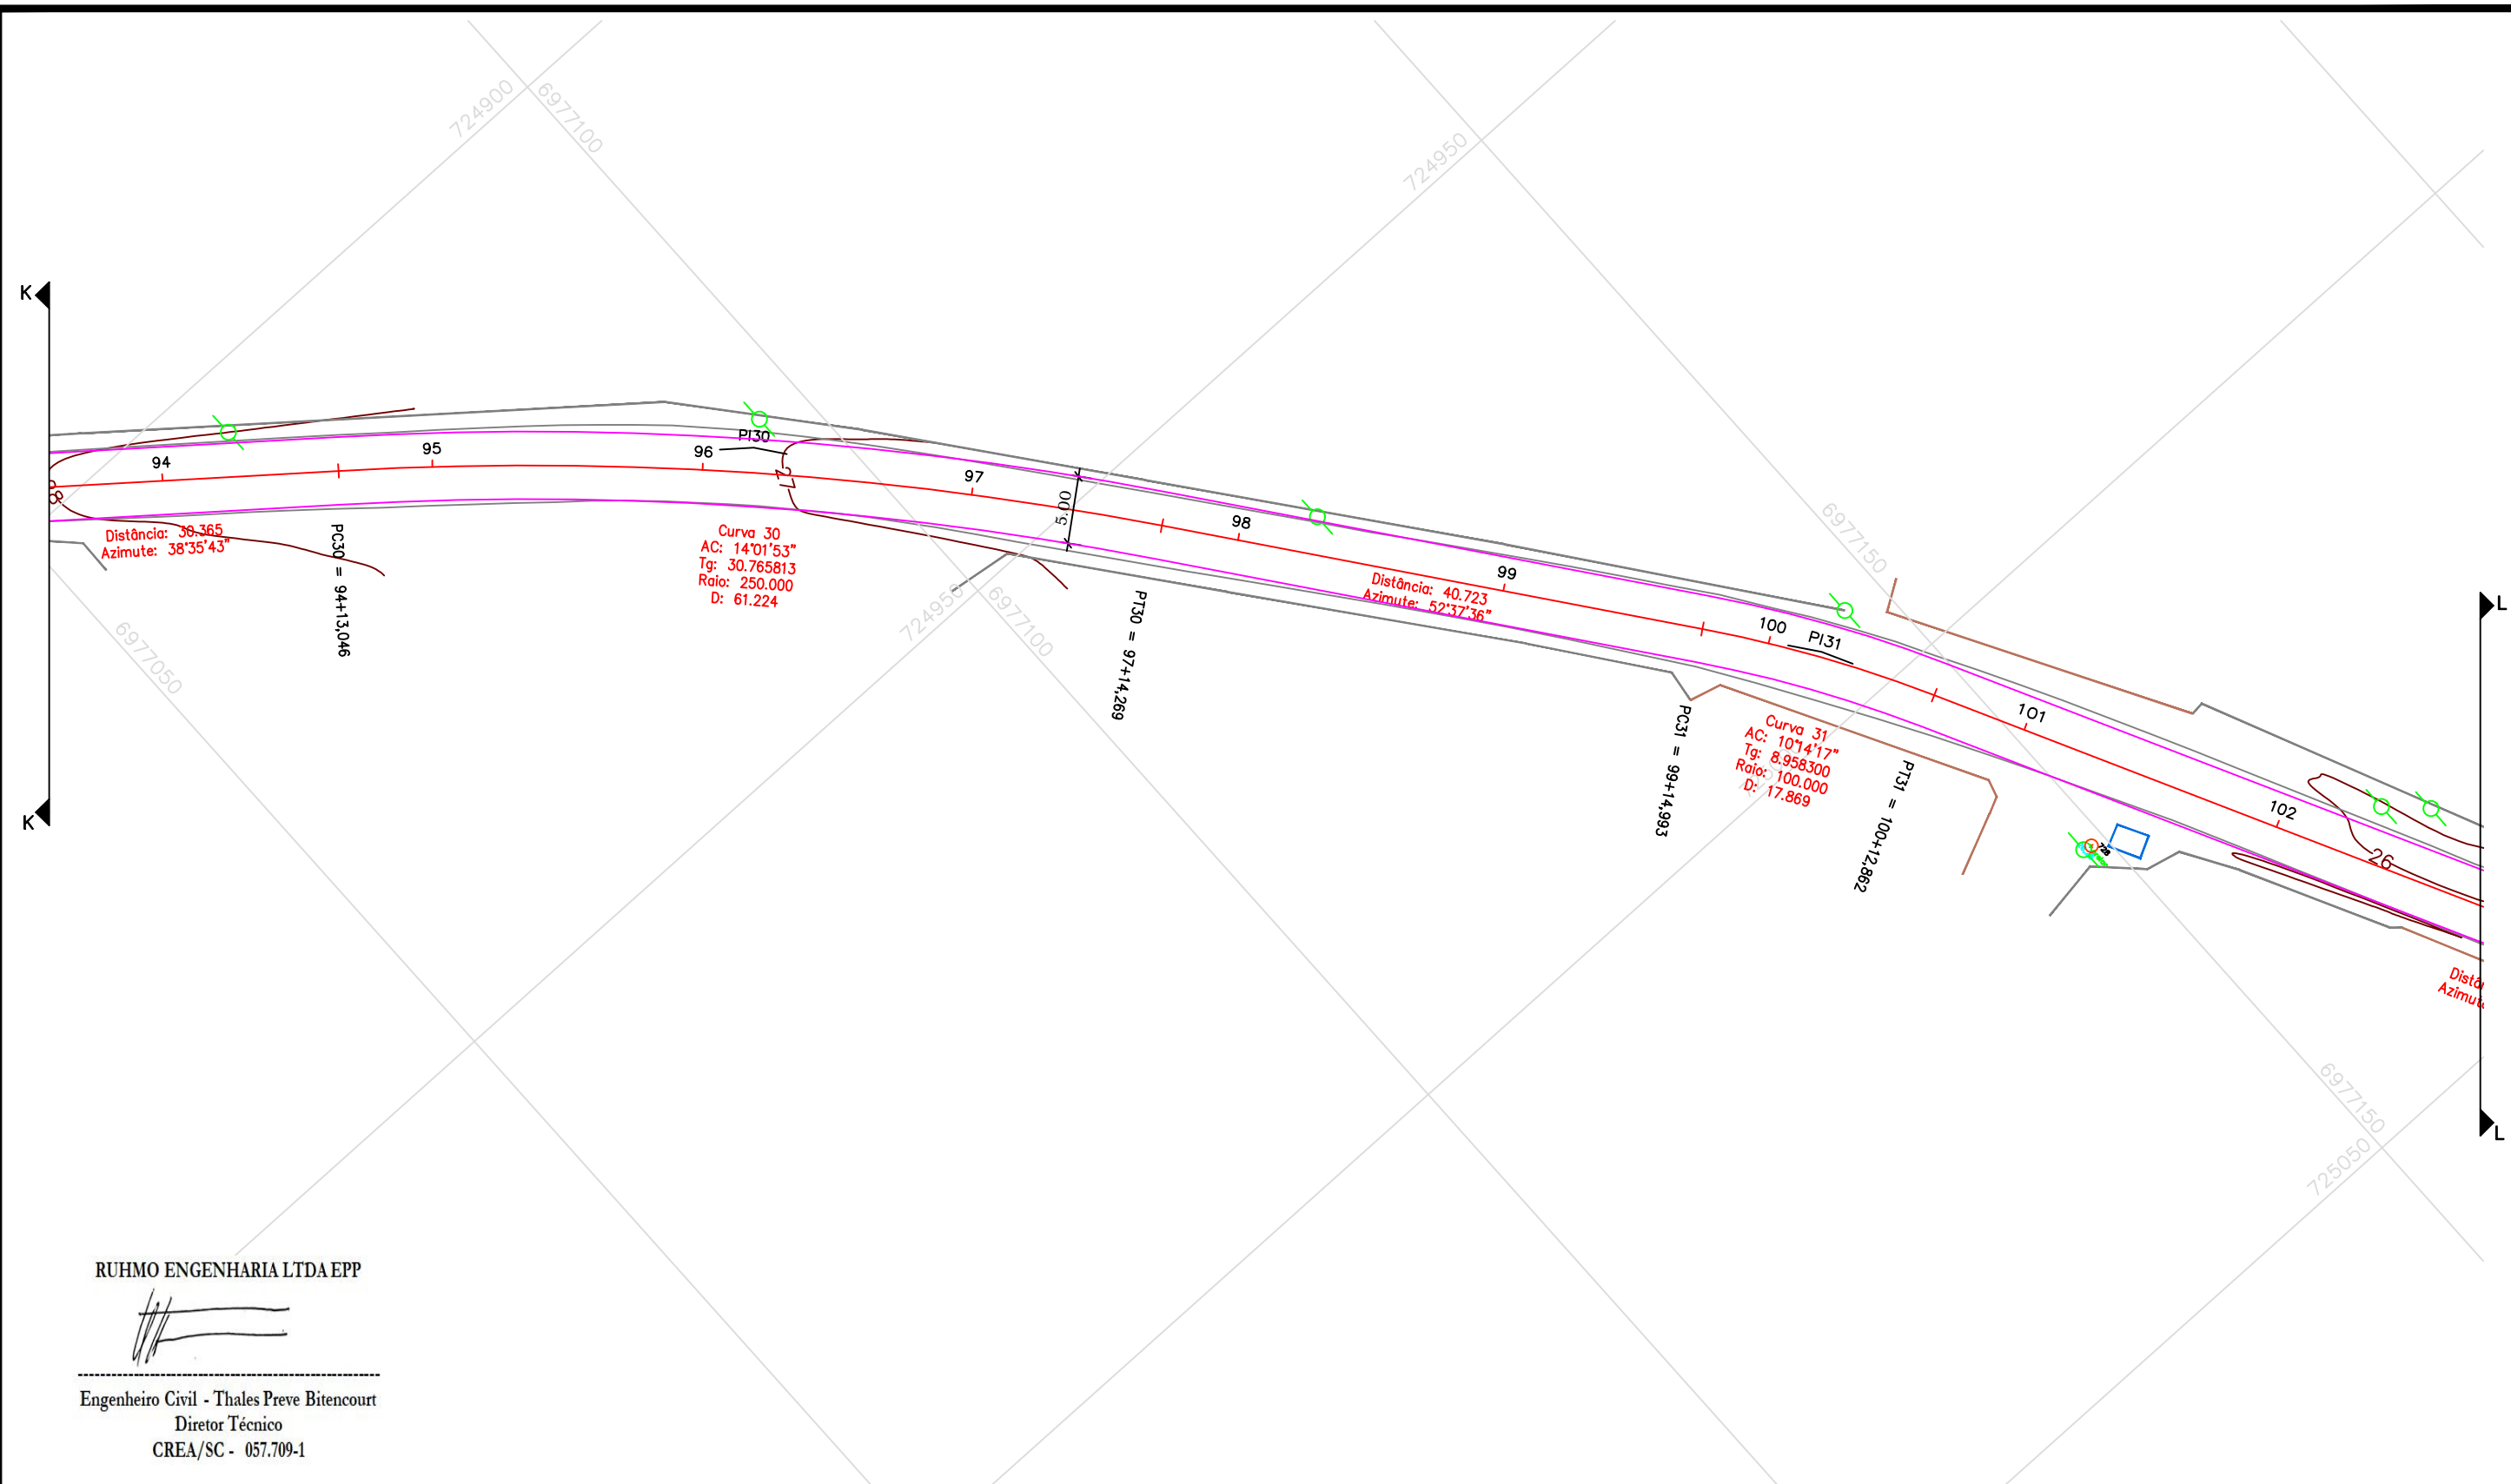 724900
6977100
724950
K
94
95
96
PI30
97
5.00
98
99
100
PI31
101
102
27
26
Distância: 30.365
Azimute: 38°35'43"
PC30 = 94+13,046
Curva 30
AC: 14°01'53"
Tg: 30.765813
Raio: 250.000
D: 61.224
PT30 = 97+14,269
Distância: 40.723
Azimute: 52°37'36"
6977150
L
PC31 = 99+14,993
Curva 31
AC: 10°14'17"
Tg: 8.958300
Raio: 100.000
D: 17.869
PT31 = 100+12,862
728
724950
6977100
6977050
K
Distâ
Azimut
6977150
725050
L
RUHMO ENGENHARIA LTDA EPP
Engenheiro Civil - Thales Preve Bitencourt
Diretor Técnico
CREA/SC - 057.709-1